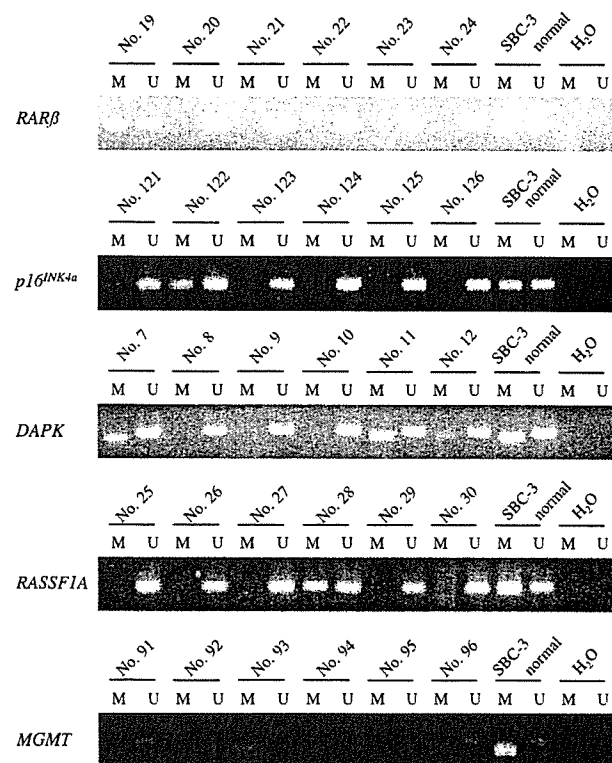 No. 19 No. 20 No. 21 No. 22 No. 23 No. 24 SBC-3 normal H₂O
M U M U M U M U M U M U M U M U
RARβ
No. 121 No. 122 No. 123 No. 124 No. 125 No. 126 SBC-3 normal H₂O
M U M U M U M U M U M U M U M U
p16^INK4a
No. 7 No. 8 No. 9 No. 10 No. 11 No. 12 SBC-3 normal H₂O
M U M U M U M U M U M U M U M U
DAPK
No. 25 No. 26 No. 27 No. 28 No. 29 No. 30 SBC-3 normal H₂O
M U M U M U M U M U M U M U M U
RASSF1A
No. 91 No. 92 No. 93 No. 94 No. 95 No. 96 SBC-3 normal H₂O
M U M U M U M U M U M U M U M U
MGMT